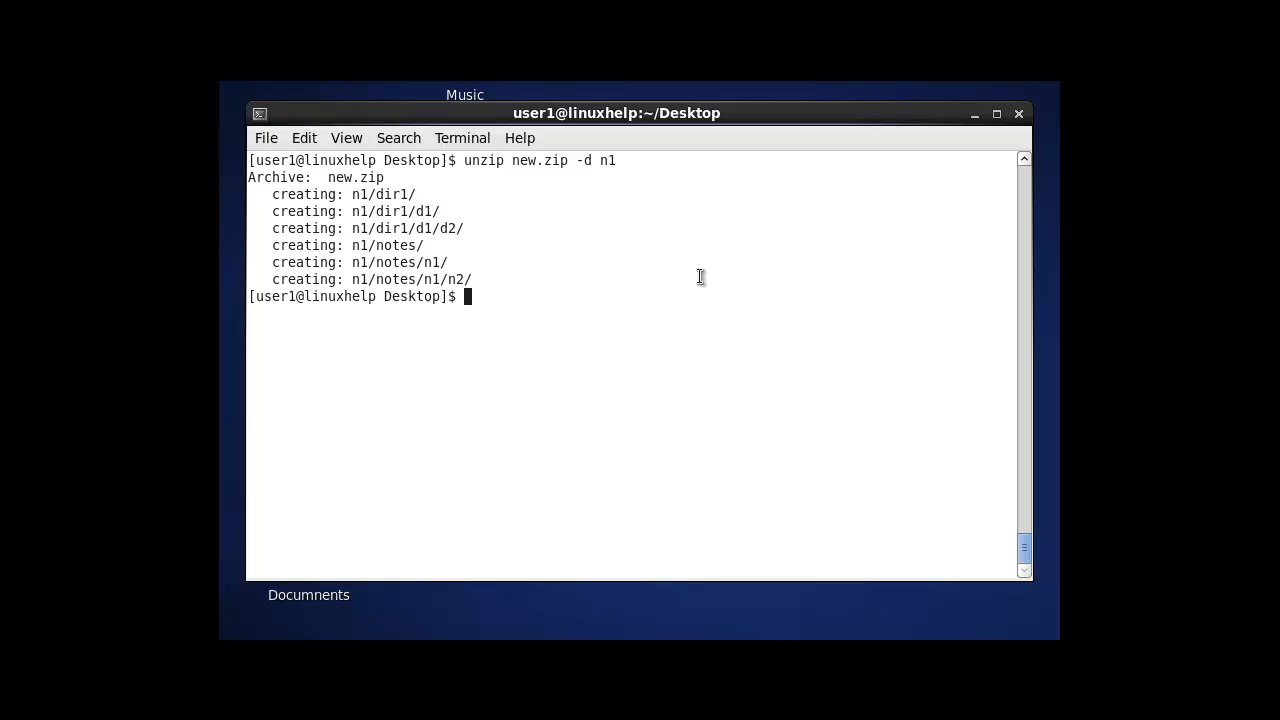 Music
user1@linuxhelp:~/Desktop
File Edit View Search Terminal Help
[user1@linuxhelp Desktop]$ unzip new.zip -d n1
Archive:  new.zip
   creating: n1/dir1/
   creating: n1/dir1/d1/
   creating: n1/dir1/d1/d2/
   creating: n1/notes/
   creating: n1/notes/n1/
   creating: n1/notes/n1/n2/
[user1@linuxhelp Desktop]$
Documnents